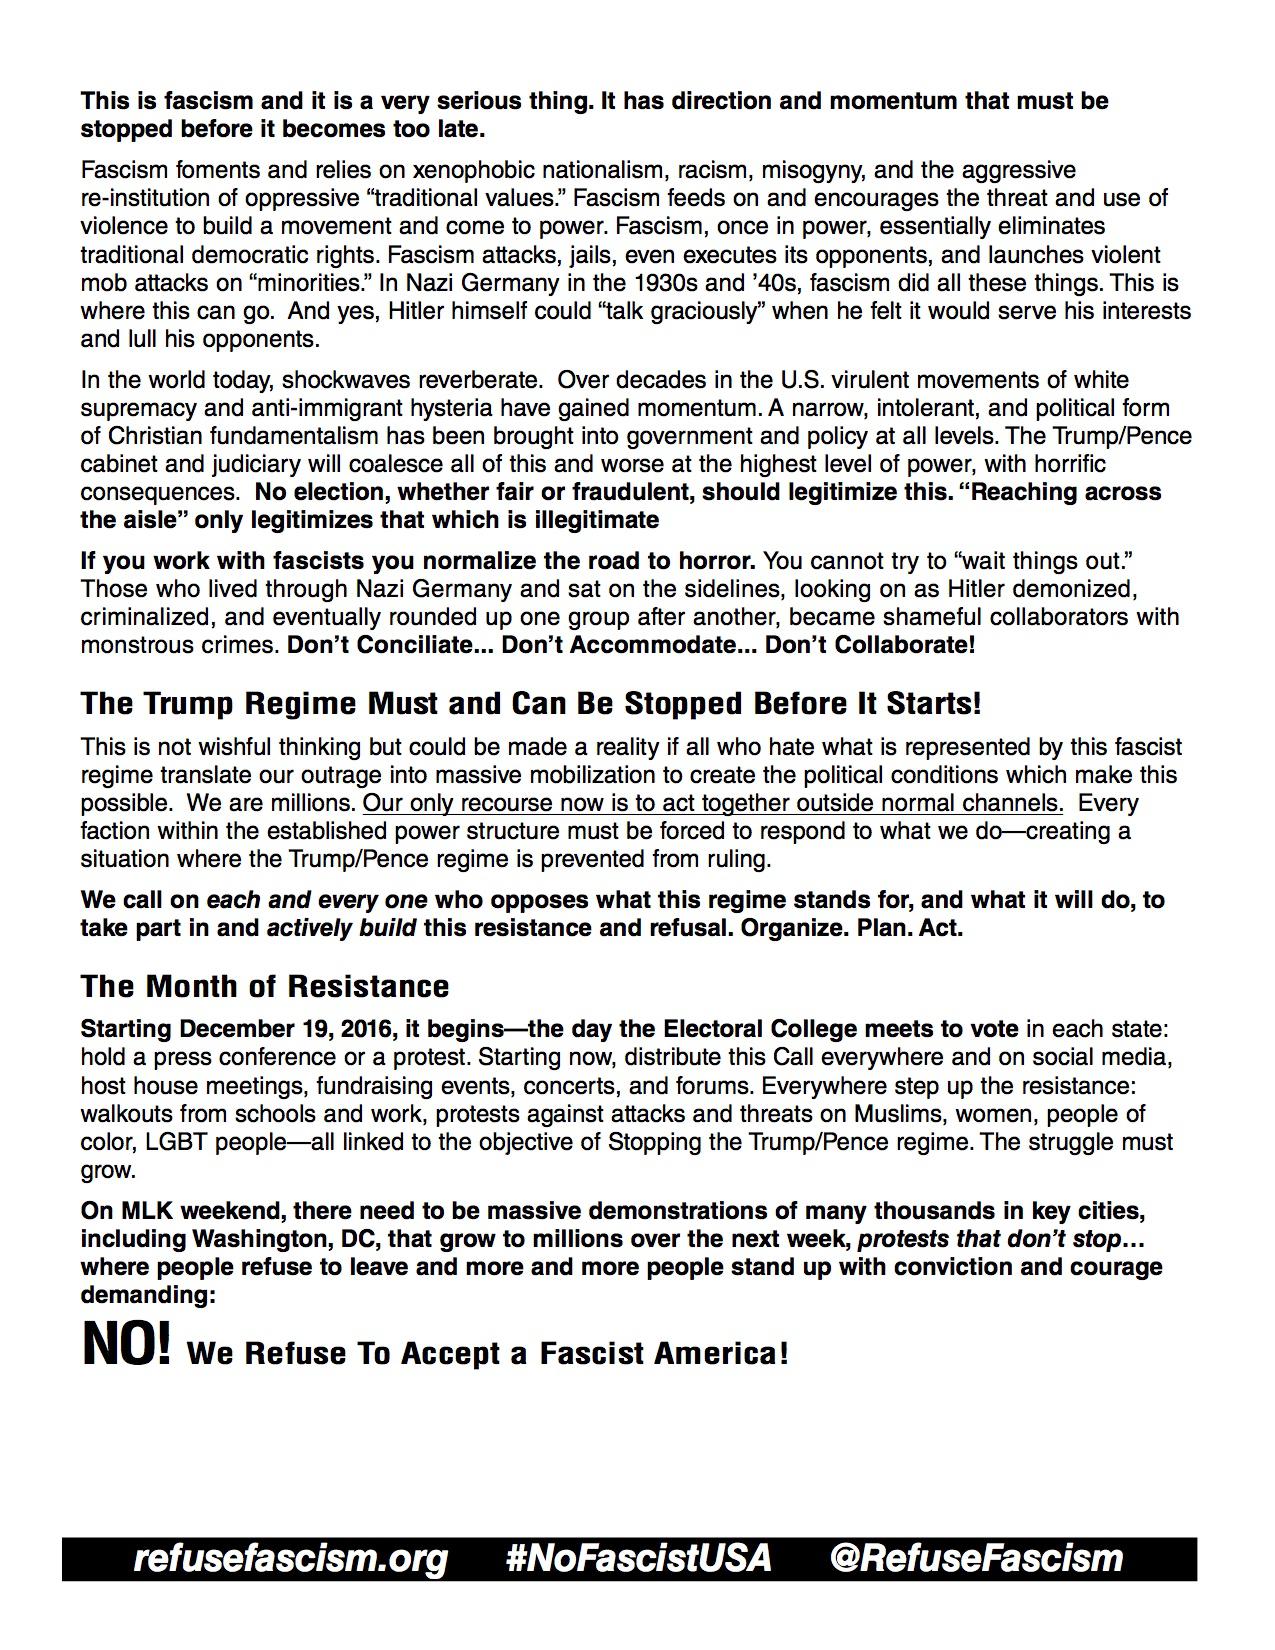 This is fascism and it is a very serious thing. It has direction and momentum that must be
stopped before it becomes too late.
Fascism foments and relies on xenophobic nationalism, racism, misogyny, and the aggressive
re-institution of oppressive “traditional values.” Fascism feeds on and encourages the threat and use of
violence to build a movement and come to power. Fascism, once in power, essentially eliminates
traditional democratic rights. Fascism attacks, jails, even executes its opponents, and launches violent
mob attacks on “minorities.” In Nazi Germany in the 1930s and ’40s, fascism did all these things. This is
where this can go.  And yes, Hitler himself could “talk graciously” when he felt it would serve his interests
and lull his opponents.
In the world today, shockwaves reverberate.  Over decades in the U.S. virulent movements of white
supremacy and anti-immigrant hysteria have gained momentum. A narrow, intolerant, and political form
of Christian fundamentalism has been brought into government and policy at all levels. The Trump/Pence
cabinet and judiciary will coalesce all of this and worse at the highest level of power, with horrific
consequences.  No election, whether fair or fraudulent, should legitimize this. “Reaching across
the aisle” only legitimizes that which is illegitimate
If you work with fascists you normalize the road to horror. You cannot try to “wait things out.”
Those who lived through Nazi Germany and sat on the sidelines, looking on as Hitler demonized,
criminalized, and eventually rounded up one group after another, became shameful collaborators with
monstrous crimes. Don’t Conciliate... Don’t Accommodate... Don’t Collaborate!
The Trump Regime Must and Can Be Stopped Before It Starts!
This is not wishful thinking but could be made a reality if all who hate what is represented by this fascist
regime translate our outrage into massive mobilization to create the political conditions which make this
possible.  We are millions. Our only recourse now is to act together outside normal channels.  Every
faction within the established power structure must be forced to respond to what we do—creating a
situation where the Trump/Pence regime is prevented from ruling.
We call on each and every one who opposes what this regime stands for, and what it will do, to
take part in and actively build this resistance and refusal. Organize. Plan. Act.
The Month of Resistance
Starting December 19, 2016, it begins—the day the Electoral College meets to vote in each state:
hold a press conference or a protest. Starting now, distribute this Call everywhere and on social media,
host house meetings, fundraising events, concerts, and forums. Everywhere step up the resistance:
walkouts from schools and work, protests against attacks and threats on Muslims, women, people of
color, LGBT people—all linked to the objective of Stopping the Trump/Pence regime. The struggle must
grow.
On MLK weekend, there need to be massive demonstrations of many thousands in key cities,
including Washington, DC, that grow to millions over the next week, protests that don’t stop…
where people refuse to leave and more and more people stand up with conviction and courage
demanding:
NO! We Refuse To Accept a Fascist America!
refusefascism.org #NoFascistUSA @RefuseFascism